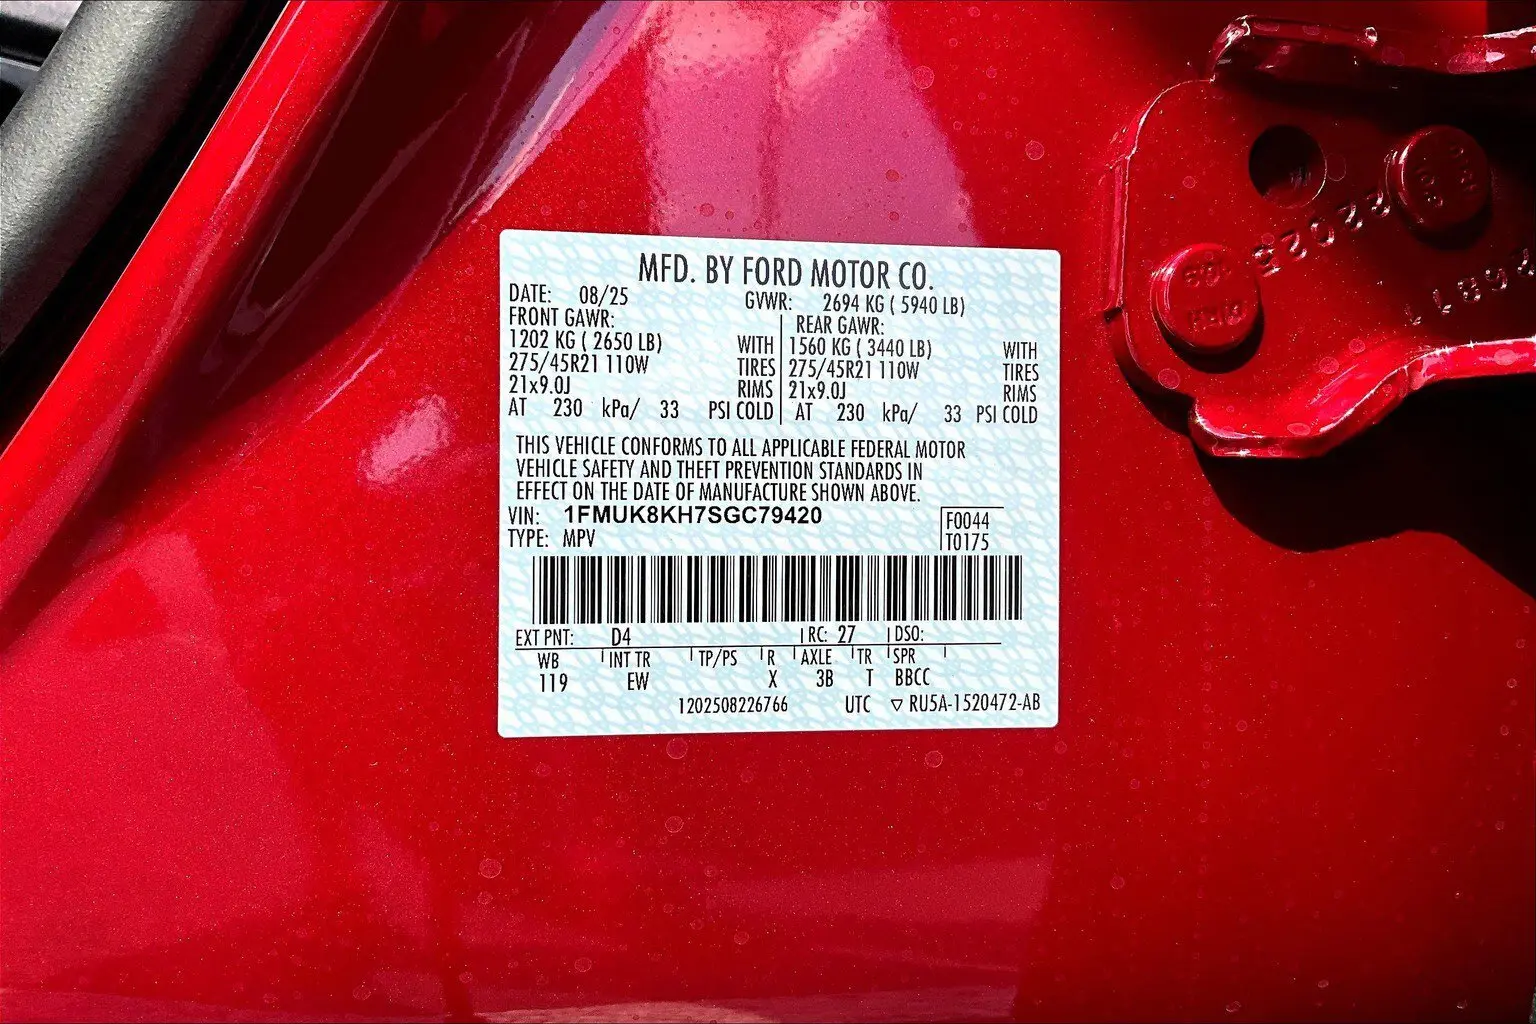 MFD. BY FORD MOTOR CO.
DATE: 08/25 GVWR: 2694 KG ( 5940 LB)
FRONT GAWR: REAR GAWR:
1202 KG ( 2650 LB) WITH 1560 KG ( 3440 LB) WITH
275/45R21 110W TIRES 275/45R21 110W TIRES
21x9.0J RIMS 21x9.0J RIMS
AT 230 kPa/ 33 PSI COLD AT 230 kPa/ 33 PSI COLD
THIS VEHICLE CONFORMS TO ALL APPLICABLE FEDERAL MOTOR
VEHICLE SAFETY AND THEFT PREVENTION STANDARDS IN
EFFECT ON THE DATE OF MANUFACTURE SHOWN ABOVE.
VIN: 1FMUK8KH7SGC79420 F0044
TYPE: MPV T0175
EXT PNT: D4 RC: 27 DSO:
WB INT TR TP/PS R AXLE TR SPR
119 EW X 3B T BBCC
1202508226766 UTC ▽ RU5A-1520472-AB